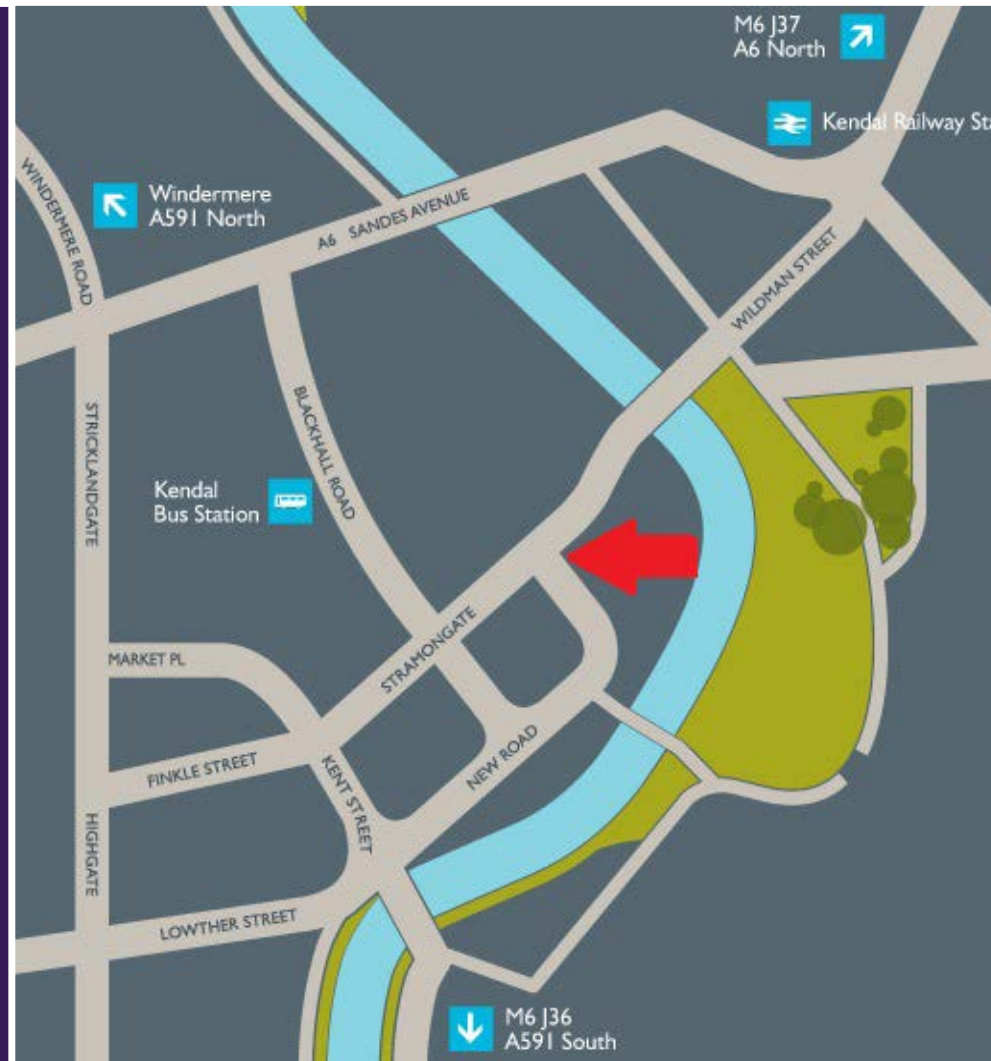 M6 J37
A6 North
Kendal Railway Sta
WINDERMERE ROAD
Windermere
A591 North
A6 SANDES AVENUE
WILDMAN STREET
STRICKLANDGATE
BLACKHALL ROAD
Kendal
Bus Station
STRAMONGATE
MARKET PL
FINKLE STREET
KENT STREET
NEW ROAD
HIGHGATE
LOWTHER STREET
M6 J36
A591 South